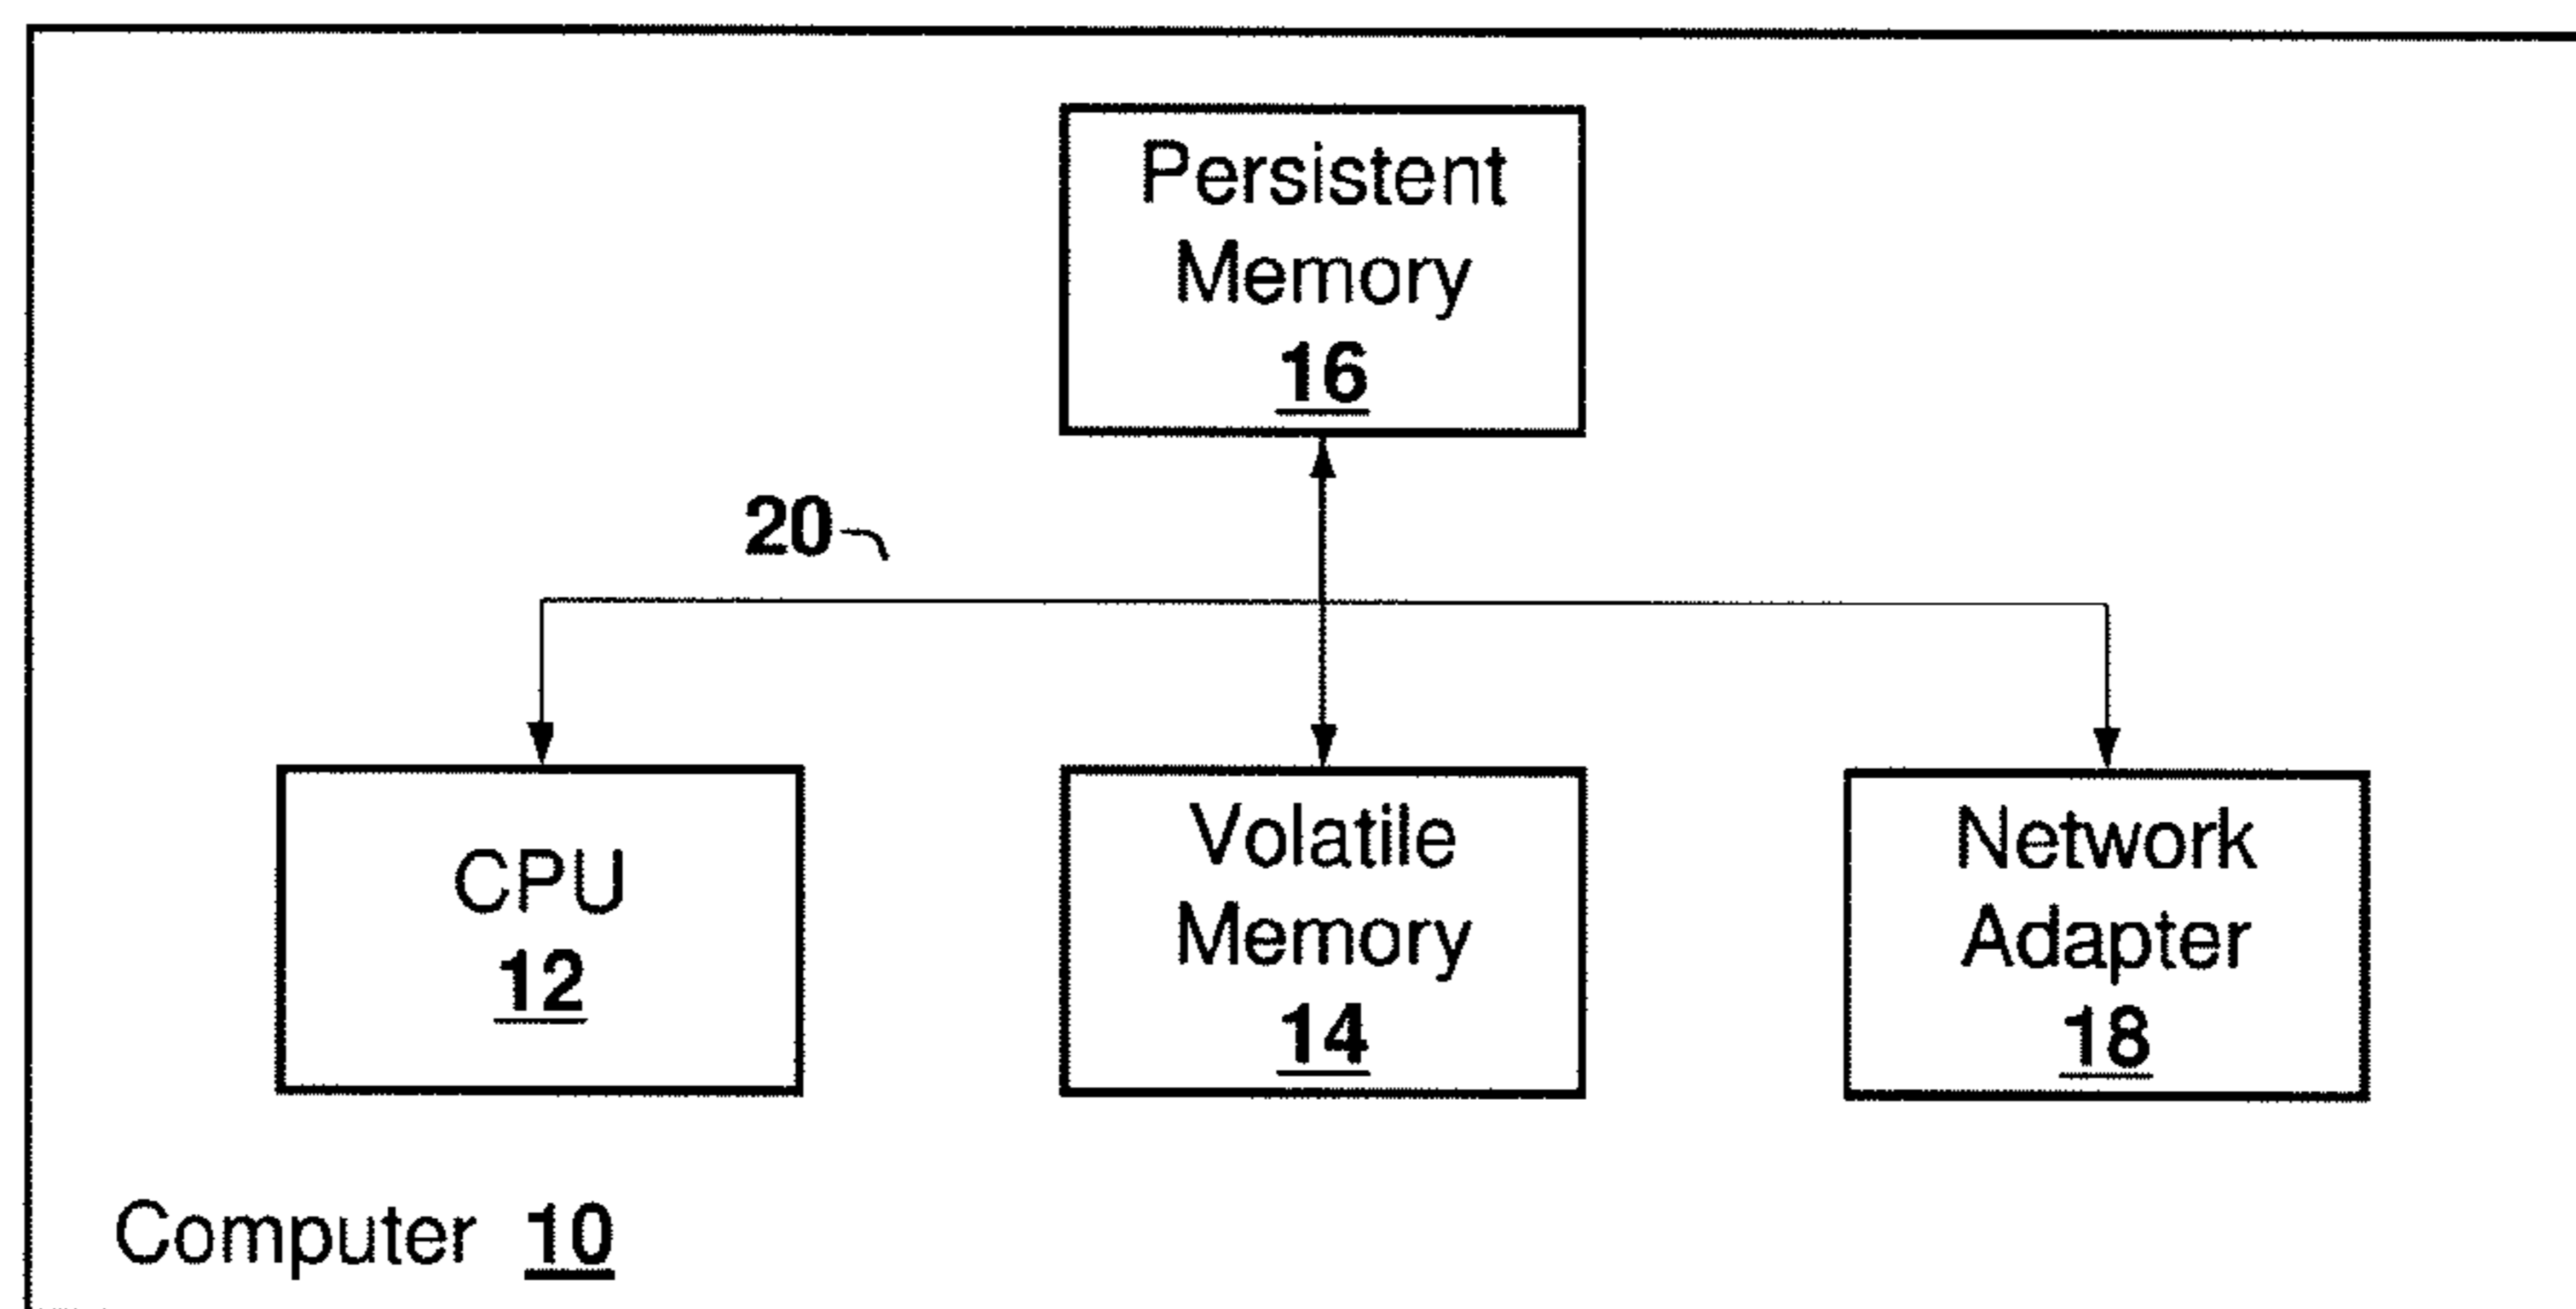 Persistent
Memory
16
20
CPU
12
Volatile
Memory
14
Network
Adapter
18
Computer 10